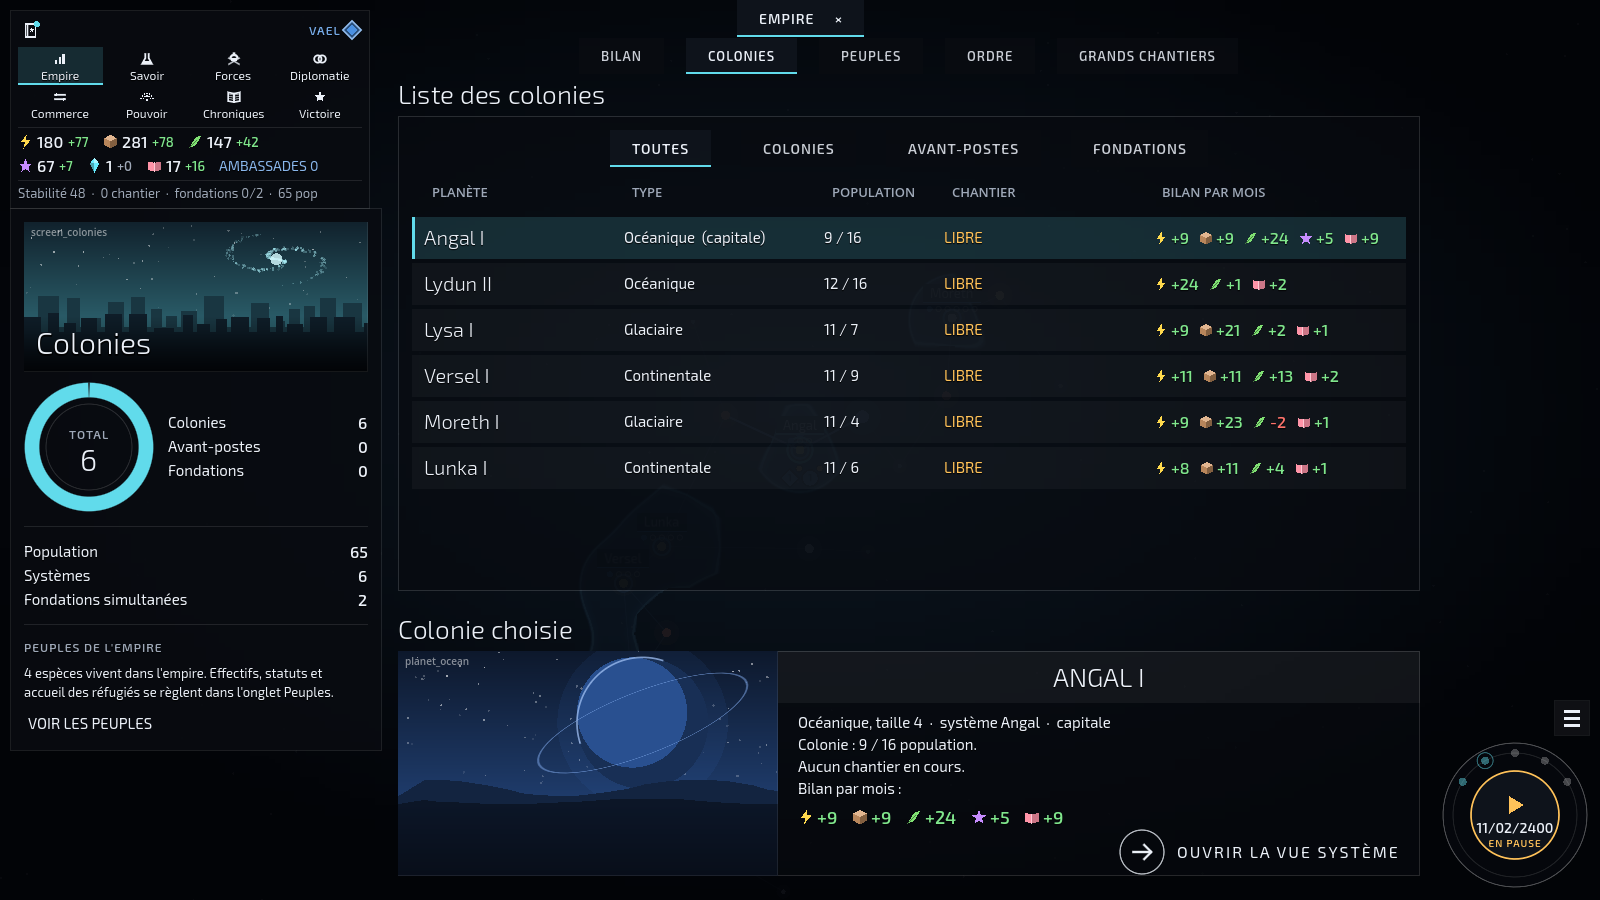 VAEL
Empire Savoir Forces Diplomatie
Commerce Pouvoir Chroniques Victoire
180 +77 281 +78 147 +42
67 +7 1 +0 17 +16 AMBASSADES 0
Stabilité 48 · 0 chantier · fondations 0/2 · 65 pop
screen_colonies
Colonies
TOTAL
6
Colonies 6
Avant-postes 0
Fondations 0
Population 65
Systèmes 6
Fondations simultanées 2
PEUPLES DE L'EMPIRE
4 espèces vivent dans l'empire. Effectifs, statuts et
accueil des réfugiés se règlent dans l'onglet Peuples.
VOIR LES PEUPLES
EMPIRE ×
BILAN COLONIES PEUPLES ORDRE GRANDS CHANTIERS
Liste des colonies
TOUTES COLONIES AVANT-POSTES FONDATIONS
PLANÈTE TYPE POPULATION CHANTIER BILAN PAR MOIS
Angal I Océanique (capitale) 9 / 16 LIBRE +9 +9 +24 +5 +9
Lydun II Océanique 12 / 16 LIBRE +24 +1 +2
Lysa I Glaciaire 11 / 7 LIBRE +9 +21 +2 +1
Versel I Continentale 11 / 9 LIBRE +11 +11 +13 +2
Moreth I Glaciaire 11 / 4 LIBRE +9 +23 -2 +1
Lunka I Continentale 11 / 6 LIBRE +8 +11 +4 +1
Colonie choisie
planet_ocean
ANGAL I
Océanique, taille 4 · système Angal · capitale
Colonie : 9 / 16 population.
Aucun chantier en cours.
Bilan par mois :
+9 +9 +24 +5 +9
OUVRIR LA VUE SYSTÈME
11/02/2400
EN PAUSE